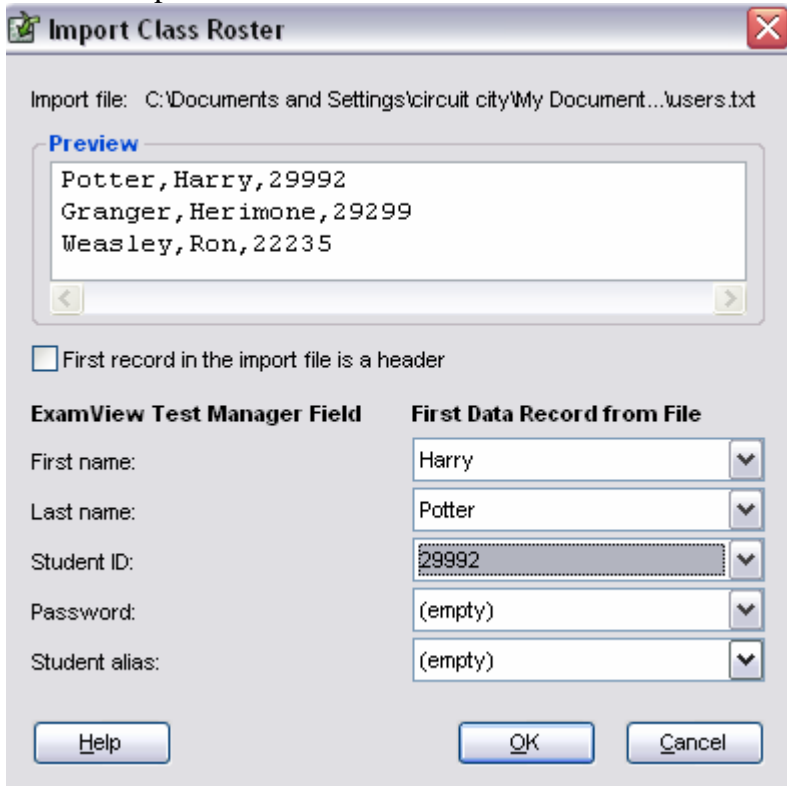 Import Class Roster
Import file: C:\Documents and Settings\circuit city\My Document...\users.txt
Preview
Potter,Harry,29992
Granger,Herimone,29299
Weasley,Ron,22235
First record in the import file is a header
ExamView Test Manager Field First Data Record from File
First name: Harry
Last name: Potter
Student ID: 29992
Password: (empty)
Student alias: (empty)
Help OK Cancel